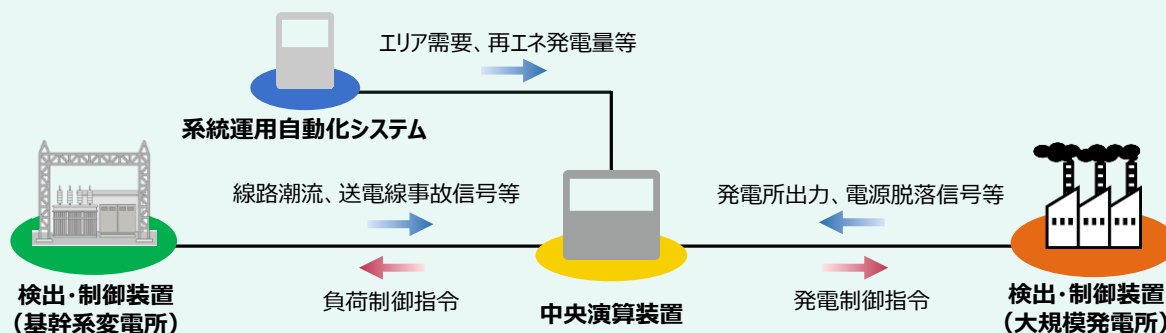 エリア需要、再エネ発電量等
系統運用自動化システム
線路潮流、送電線事故信号等
発電所出力、電源脱落信号等
検出・制御装置
（基幹系変電所）
負荷制御指令
中央演算装置
発電制御指令
検出・制御装置
（大規模発電所）